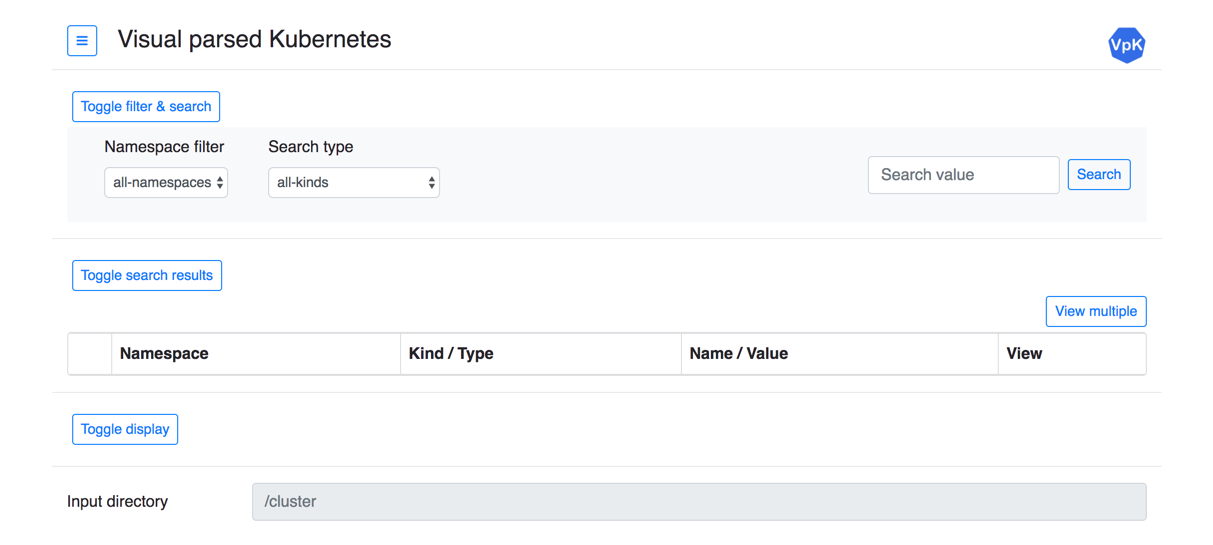 Visual parsed Kubernetes
VpK
Toggle filter & search
Namespace filter
Search type
all-namespaces
all-kinds
Search value
Search
Toggle search results
View multiple
Namespace
Kind / Type
Name / Value
View
Toggle display
Input directory
/cluster